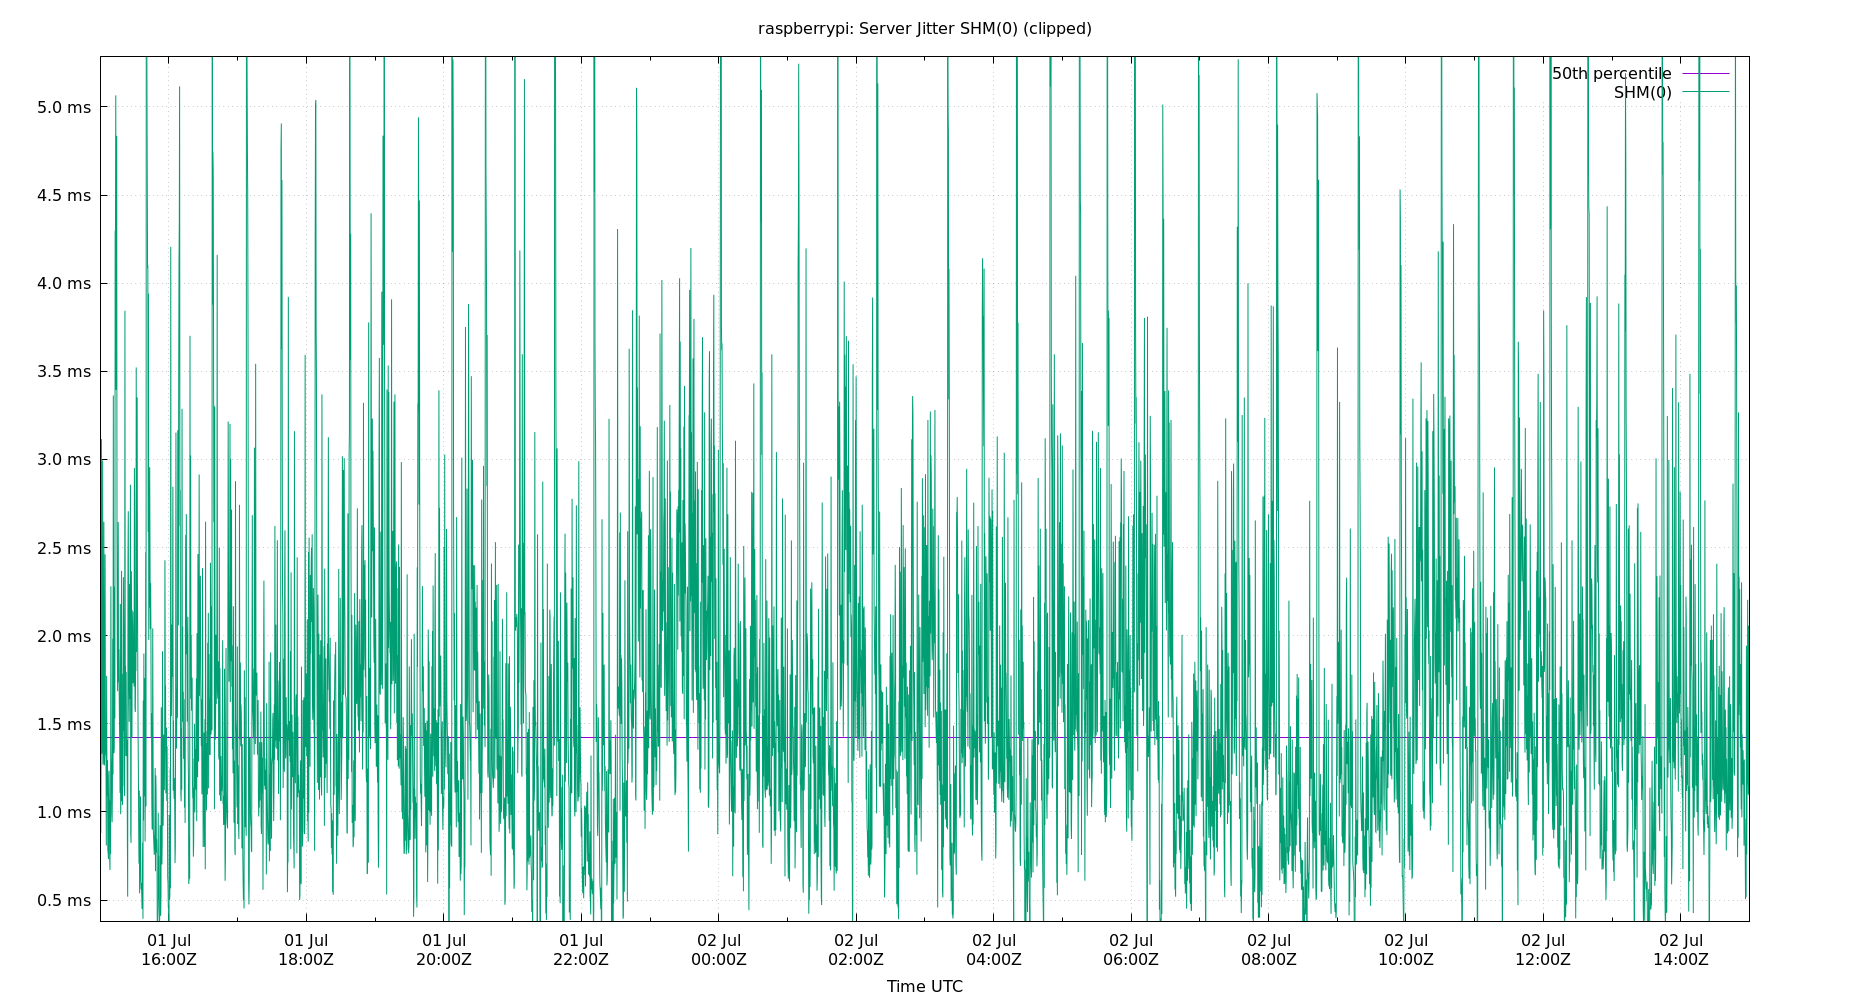 raspberrypi: Server Jitter SHM(0) (clipped)
50th percentile
SHM(0)
5.0 ms
4.5 ms
4.0 ms
3.5 ms
3.0 ms
2.5 ms
2.0 ms
1.5 ms
1.0 ms
0.5 ms
01 Jul 01 Jul 01 Jul 01 Jul 02 Jul 02 Jul 02 Jul 02 Jul 02 Jul 02 Jul 02 Jul 02 Jul
16:00Z 18:00Z 20:00Z 22:00Z 00:00Z 02:00Z 04:00Z 06:00Z 08:00Z 10:00Z 12:00Z 14:00Z
Time UTC